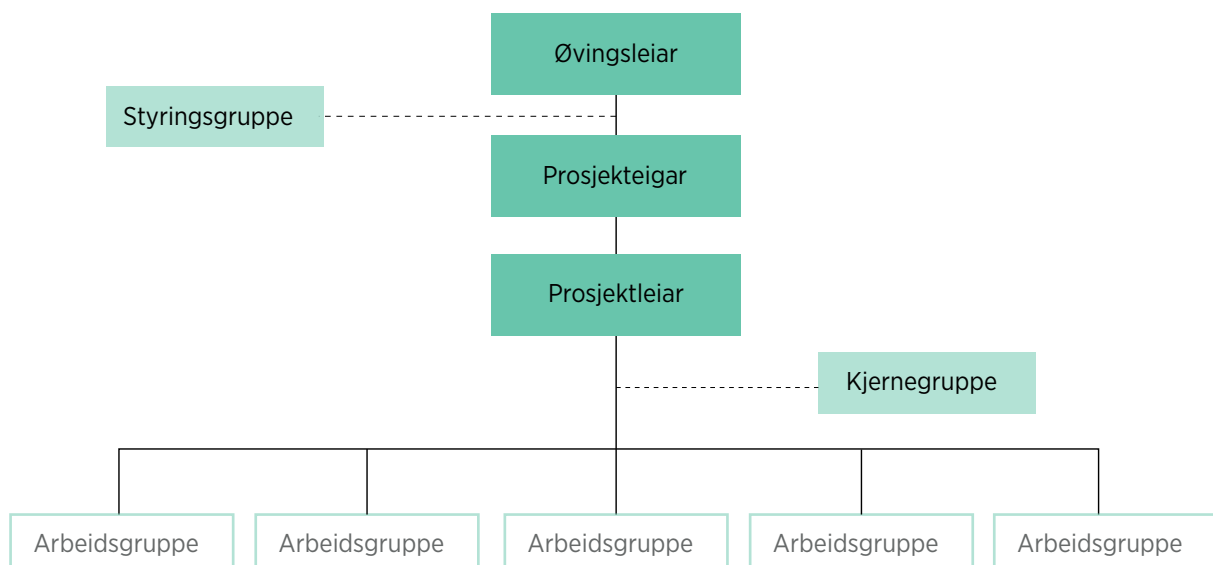 Øvingsleiar
Styringsgruppe
Prosjekteigar
Prosjektleiar
Kjernegruppe
Arbeidsgruppe
Arbeidsgruppe
Arbeidsgruppe
Arbeidsgruppe
Arbeidsgruppe